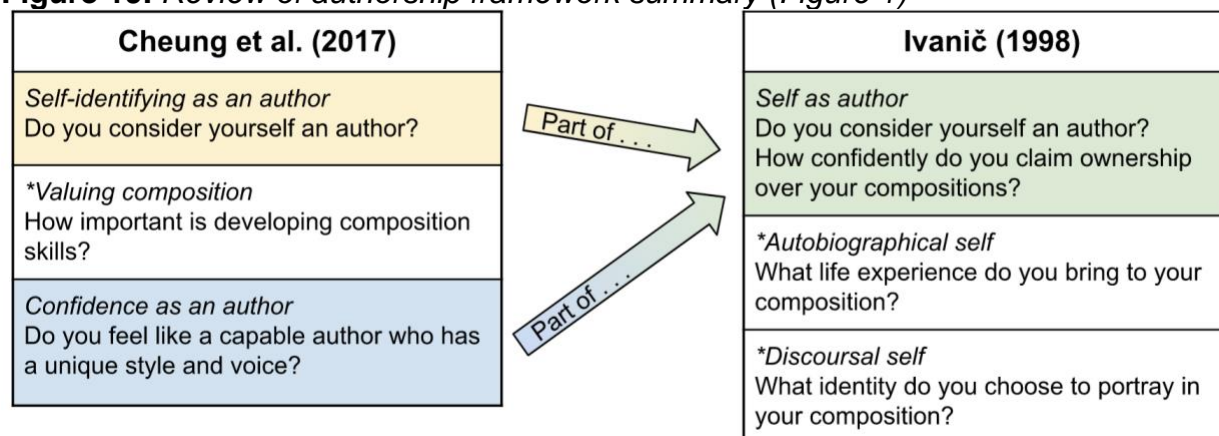 Figure Review of authorship framework summary (Figure
Cheung et al. (2017)
Self-identifying as an author
Do you consider yourself an author?
*Valuing composition
How important is developing composition
skills?
Confidence as an author
Do you feel like a capable author who has
a unique style and voice?
Part of . . .
Part of . . .
Ivanič (1998)
Self as author
Do you consider yourself an author?
How confidently do you claim ownership
over your compositions?
*Autobiographical self
What life experience do you bring to your
composition?
*Discoursal self
What identity do you choose to portray in
your composition?